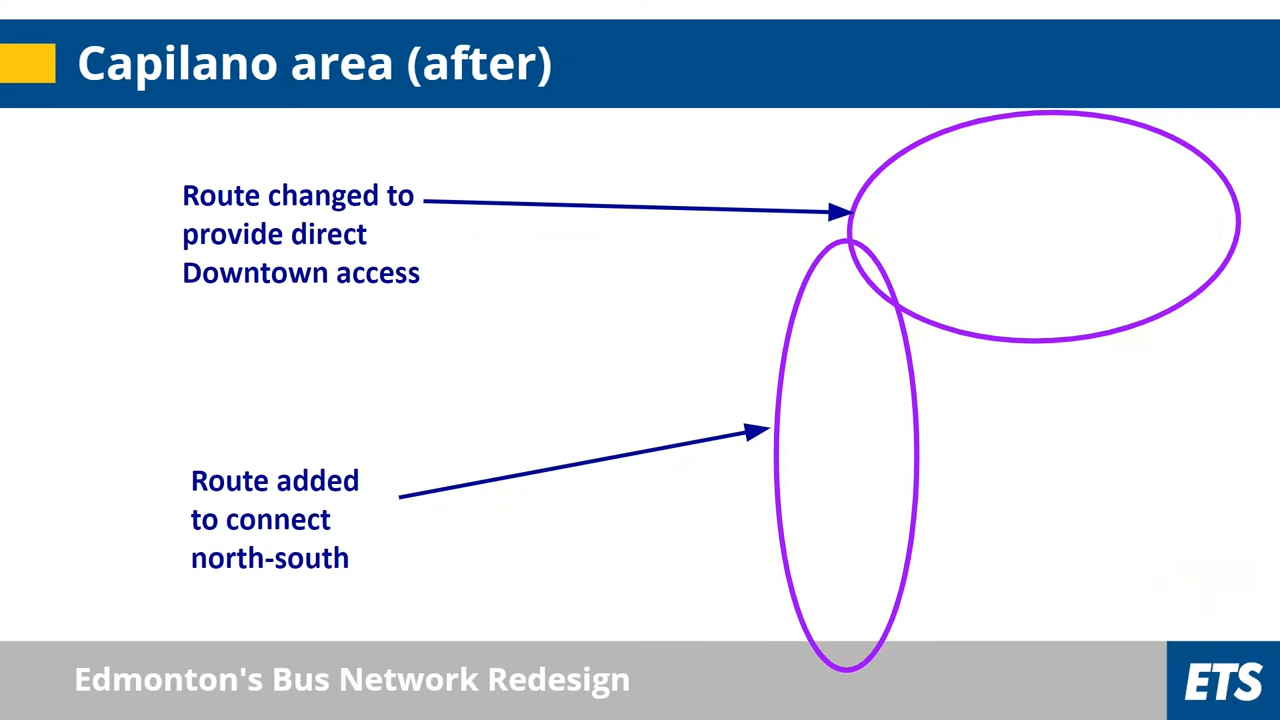 Capilano area (after)
Route changed to
provide direct
Downtown access
Route added
to connect
north-south
Edmonton's Bus Network Redesign
ETS